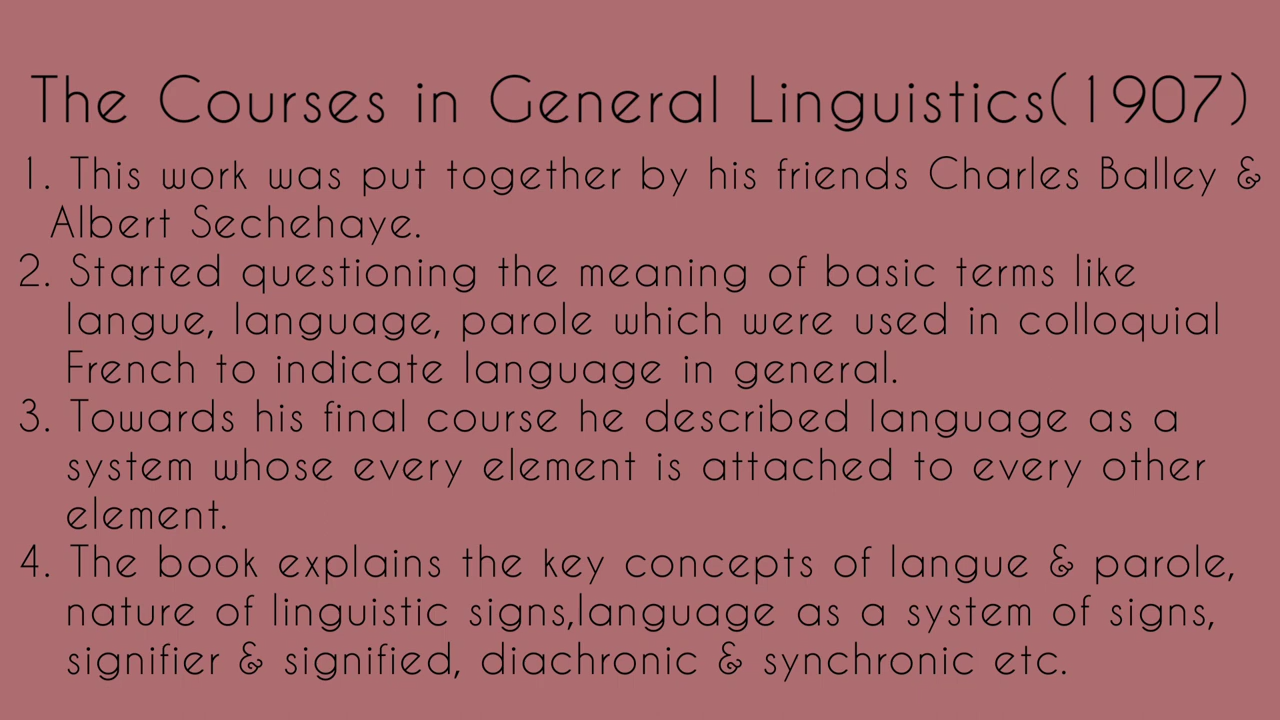 The Courses in General Linguistics(1907)
1. This work was put together by his friends Charles Balley &
Albert Sechehaye.
2. Started questioning the meaning of basic terms like
langue, language, parole which were used in colloquial
French to indicate language in general.
3. Towards his final course he described language as a
system whose every element is attached to every other
element.
4. The book explains the key concepts of langue & parole,
nature of linguistic signs,language as a system of signs,
signifier & signified, diachronic & synchronic etc.